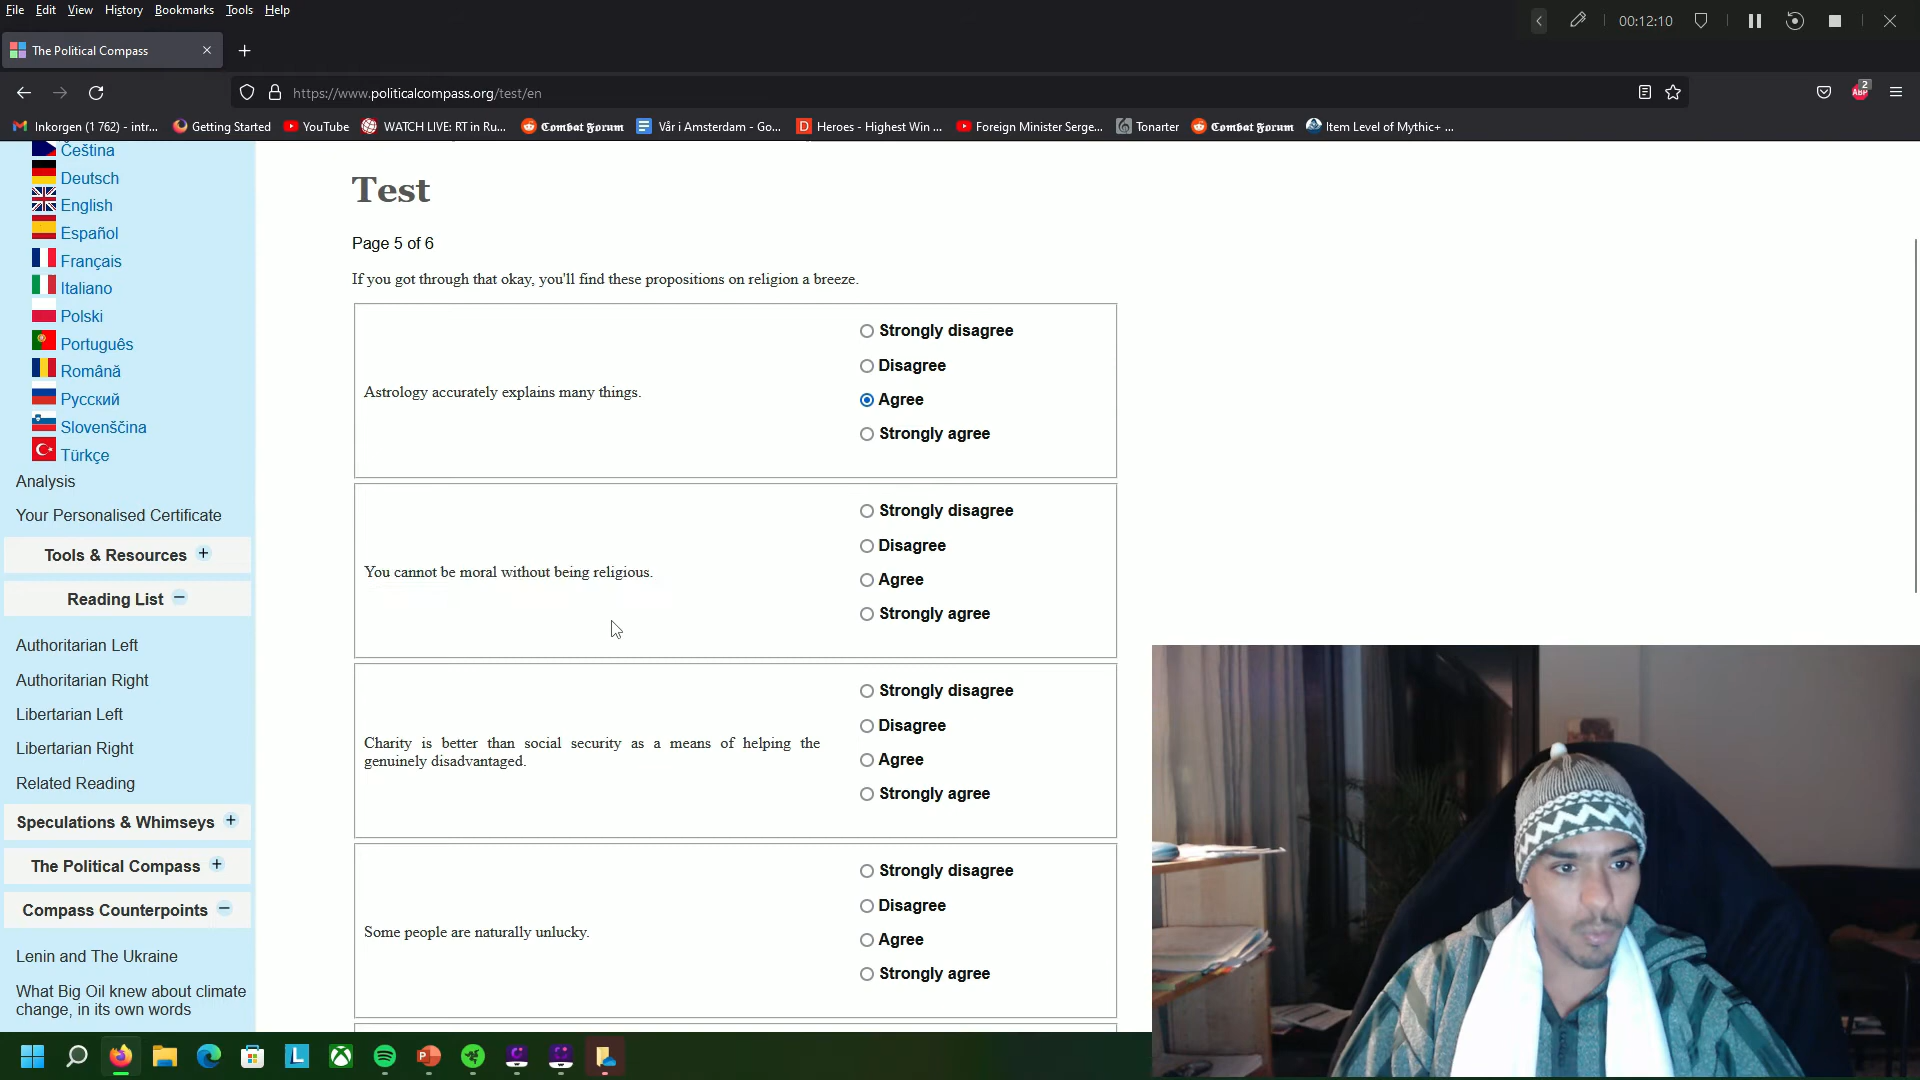 File Edit View History Bookmarks Tools Help
00:12:10
The Political Compass
https://www.politicalcompass.org/test/en
2
ABP
Inkorgen (1 762) - intr...
Getting Started
YouTube
WATCH LIVE: RT in Ru...
Combat Forum
Vår i Amsterdam - Go...
Heroes - Highest Win ...
Foreign Minister Serge...
Tonarter
Combat Forum
Item Level of Mythic+ ...
Čeština
Deutsch
English
Español
Français
Italiano
Polski
Português
Română
Русский
Slovenščina
Türkçe
Analysis
Your Personalised Certificate
Tools & Resources +
Reading List −
Authoritarian Left
Authoritarian Right
Libertarian Left
Libertarian Right
Related Reading
Speculations & Whimseys +
The Political Compass +
Compass Counterpoints −
Lenin and The Ukraine
What Big Oil knew about climate
change, in its own words
Test
Page 5 of 6
If you got through that okay, you'll find these propositions on religion a breeze.
Astrology accurately explains many things.
Strongly disagree
Disagree
Agree
Strongly agree
You cannot be moral without being religious.
Strongly disagree
Disagree
Agree
Strongly agree
Charity is better than social security as a means of helping the
genuinely disadvantaged.
Strongly disagree
Disagree
Agree
Strongly agree
Some people are naturally unlucky.
Strongly disagree
Disagree
Agree
Strongly agree